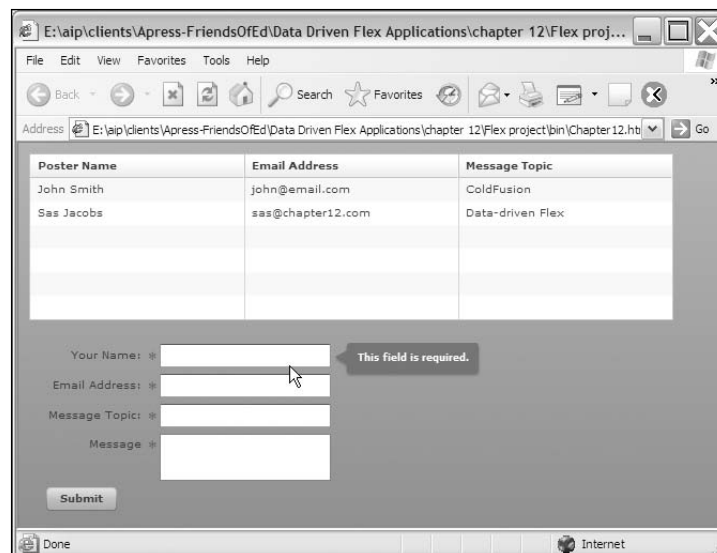 E:\aip\clients\Apress-FriendsOfEd\Data Driven Flex Applications\chapter 12\Flex proj...
File Edit View Favorites Tools Help
Back Search Favorites »
Address E:\aip\clients\Apress-FriendsOfEd\Data Driven Flex Applications\chapter 12\Flex project\bin\Chapter12.ht Go
Poster Name Email Address Message Topic
John Smith john@email.com ColdFusion
Sas Jacobs sas@chapter12.com Data-driven Flex
Your Name: * This field is required.
Email Address: *
Message Topic: *
Message *
Submit
Done Internet